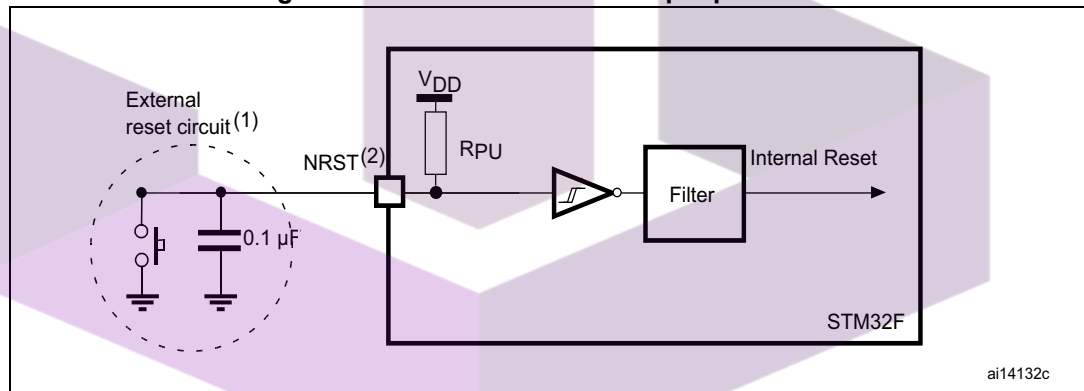 External
reset circuit(1)
VDD
NRST(2)
RPU
Internal Reset
Filter
0.1 µF
STM32F
ai14132c